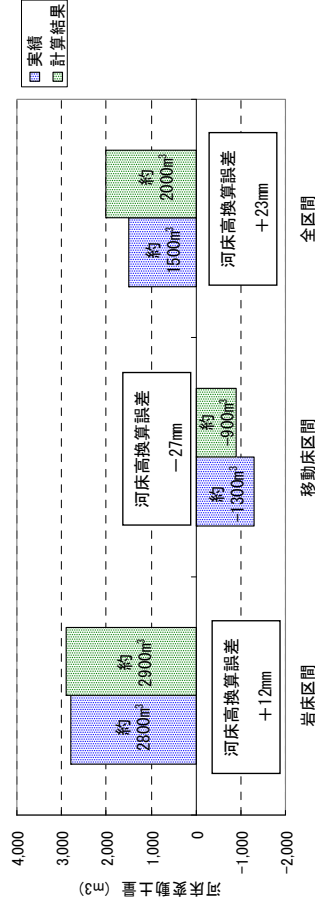 実績
計算結果
4,000
3,000
2,000
1,000
0
-1,000
-2,000
河床変動土量 (m3)
約
2800m³
約
2900m³
河床高換算誤差
+12mm
岩床区間
河床高換算誤差
-27mm
約
-1300m³
約
-900m³
移動床区間
約
1500m³
約
2000m³
河床高換算誤差
+23mm
全区間